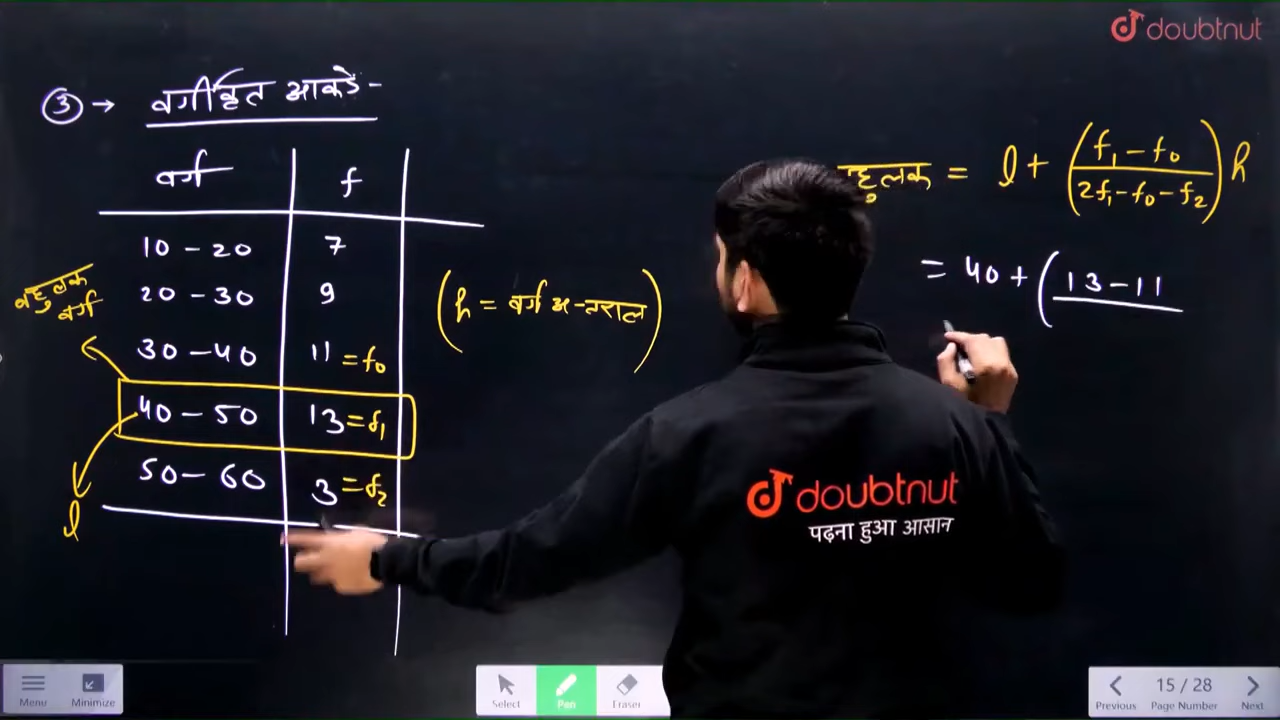 doubtnut
③ → वर्गीकृत आकडे -
वर्ग f
10 - 20 7
20 - 30 9
30 - 40 11 = f₀
40 - 50 13 = f₁
50 - 60 3 = f₂
बहुलक
वर्ग
l
(h = वर्ग अन्तराल)
हुलक = l + (f₁ - f₀ / 2f₁ - f₀ - f₂) h
= 40 + (13 - 11
doubtnut
पढ़ना हुआ आसान
Menu Minimize Select Pen Eraser Previous 15 / 28 Page Number Next